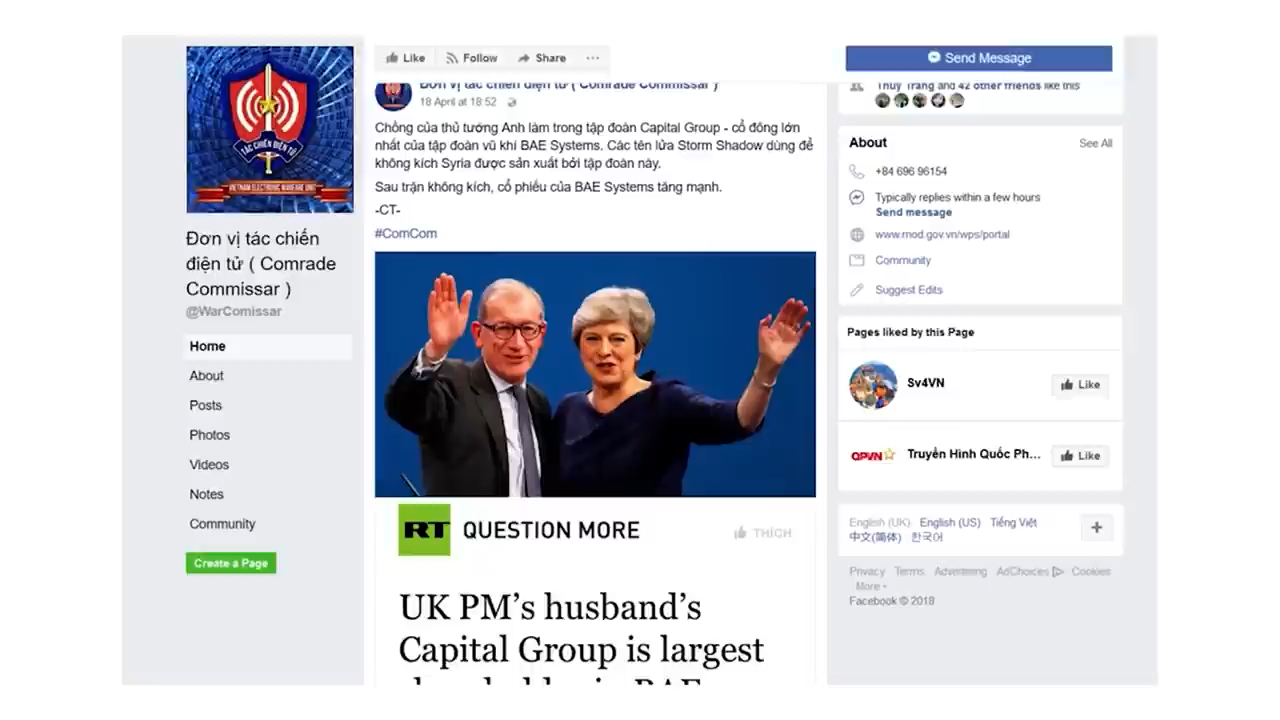 TÁC CHIẾN ĐIỆN TỬ
VIETNAM ELECTRONIC WARFARE UNIT
Đơn vị tác chiến
điện tử ( Comrade
Commissar )
@WarComissar
Home
About
Posts
Photos
Videos
Notes
Community
Create a Page
Like
Follow
Share
Đơn vị tác chiến điện tử ( Comrade Commissar )
18 April at 18:52
Chồng của thủ tướng Anh làm trong tập đoàn Capital Group - cổ đông lớn
nhất của tập đoàn vũ khí BAE Systems. Các tên lửa Storm Shadow dùng để
không kích Syria được sản xuất bởi tập đoàn này.
Sau trận không kích, cổ phiếu của BAE Systems tăng mạnh.
-CT-
#ComCom
RT QUESTION MORE
THÍCH
UK PM's husband's
Capital Group is largest
Send Message
Thuy Trang and 42 other friends like this
About
See All
+84 696 96154
Typically replies within a few hours
Send message
www.mod.gov.vn/wps/portal
Community
Suggest Edits
Pages liked by this Page
Sv4VN
Like
QPVN
Truyền Hình Quốc Ph...
Like
English (UK) English (US) Tiếng Việt
中文(简体) 한국어
Privacy Terms Advertising AdChoices Cookies
More
Facebook © 2018